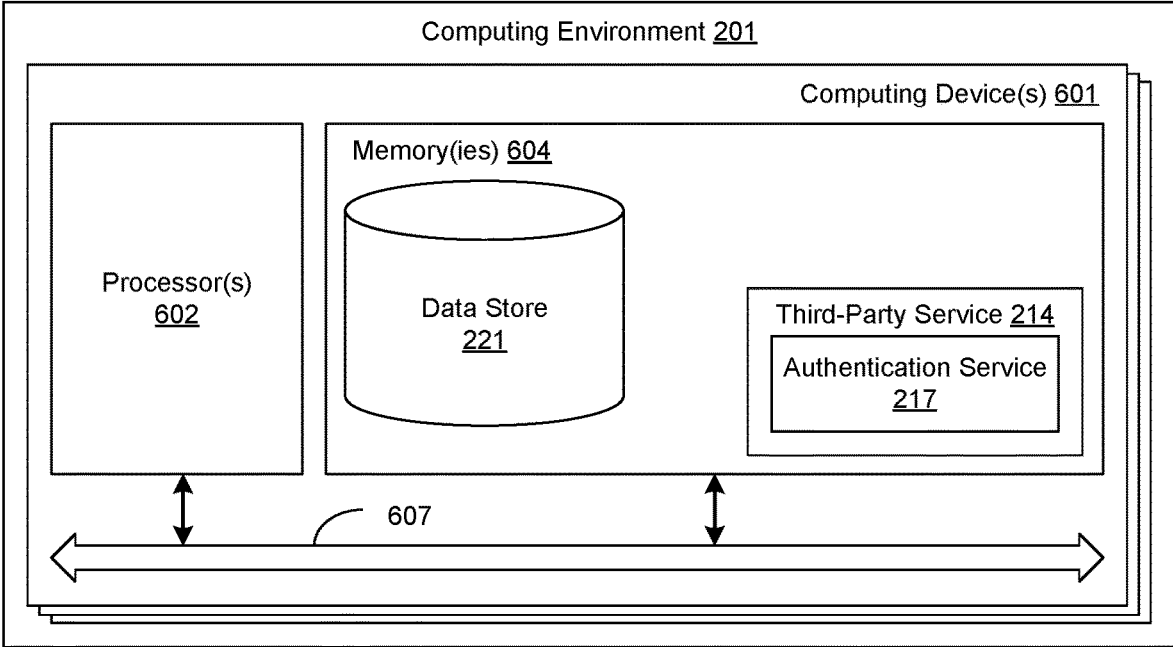 Computing Environment 201
Computing Device(s) 601
Memory(ies) 604
Processor(s)
602
Data Store
221
Third-Party Service 214
Authentication Service
217
607